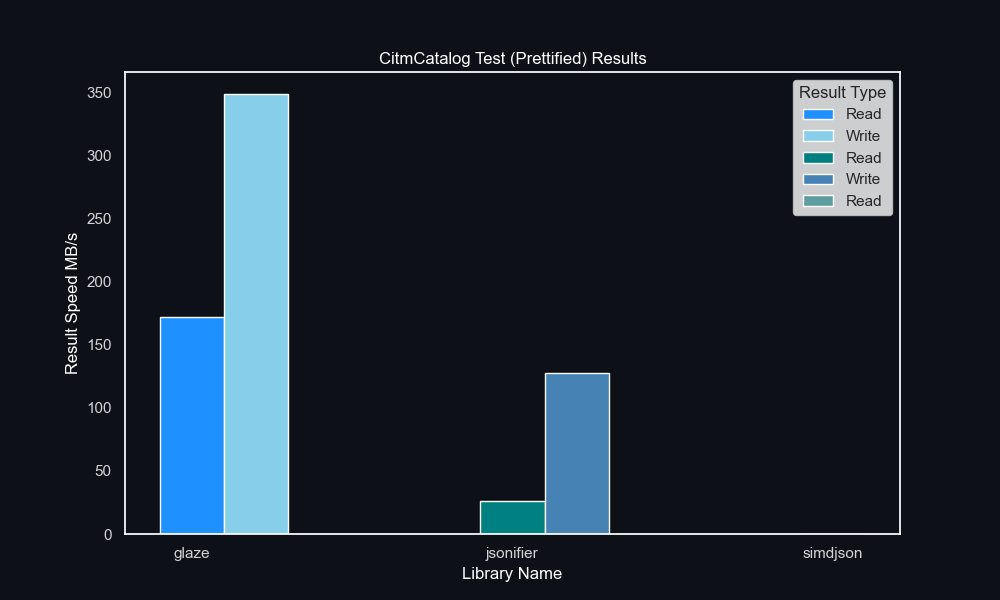 CitmCatalog Test (Prettified) Results
Result Type
Read
Write
Read
Write
Read
Result Speed MB/s
350
300
250
200
150
100
50
0
glaze
jsonifier
simdjson
Library Name